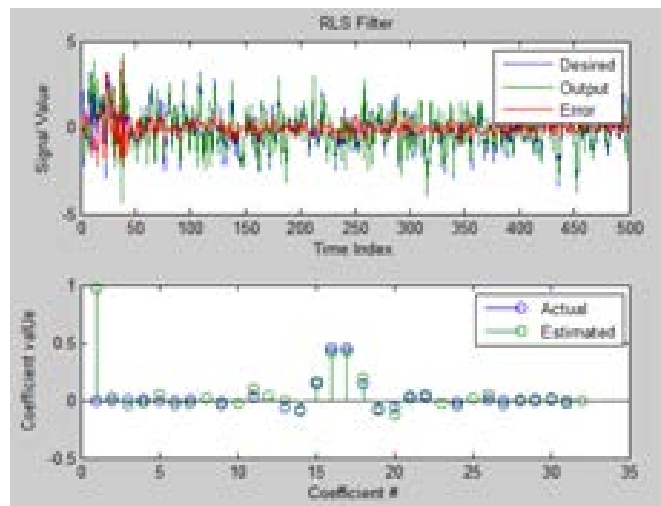 RLS Filter
5
0
-5
Signal Value
Desired
Output
Error
0 50 100 150 200 250 300 350 400 450 500
Time Index
1
0.5
0
-0.5
Coefficient valUe
Actual
Estimated
0 5 10 15 20 25 30 35
Coefficient #